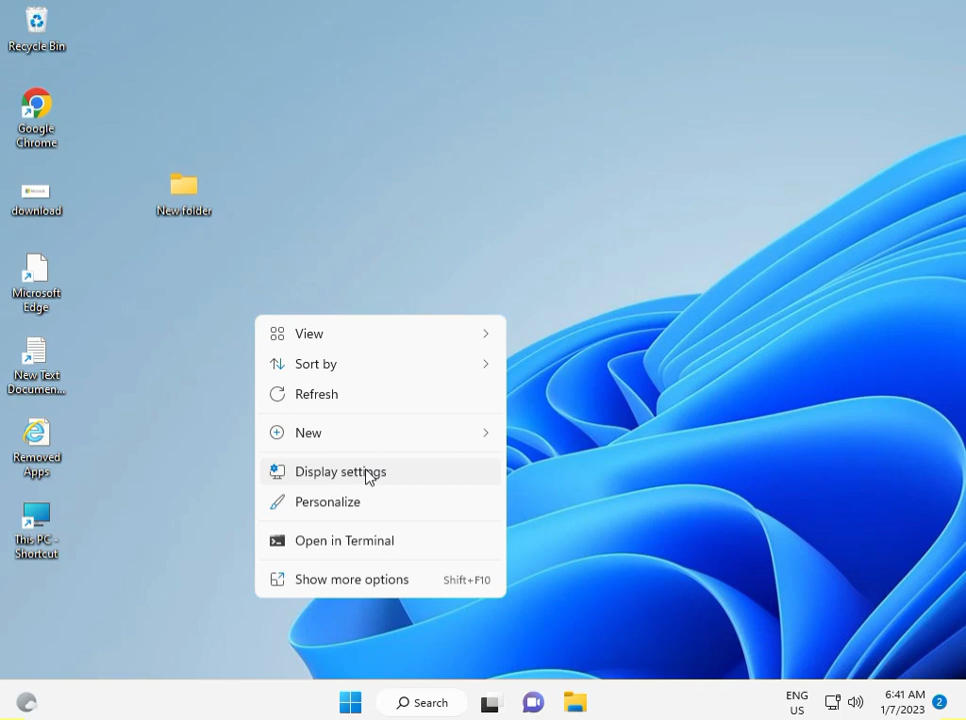 Recycle Bin
Google
Chrome
download
New folder
Microsoft
Edge
New Text
Documen...
Removed
Apps
This PC -
Shortcut
View
Sort by
Refresh
New
Display settings
Personalize
Open in Terminal
Show more options Shift+F10
Search
ENG
US
6:41 AM
1/7/2023
2